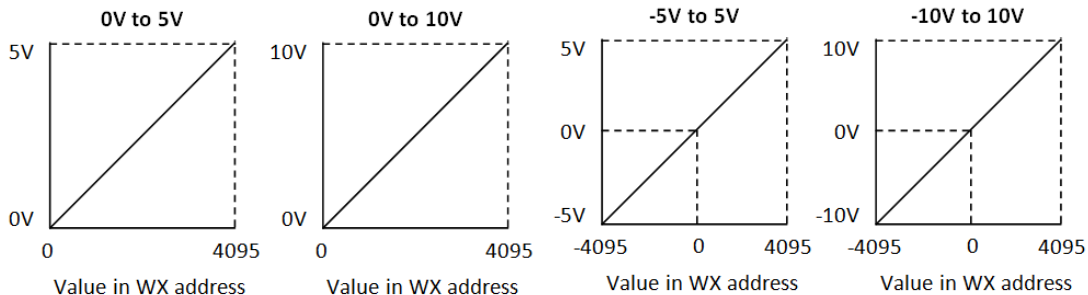 0V to 5V
5V
0V
0
4095
Value in WX address
0V to 10V
10V
0V
0
4095
Value in WX address
-5V to 5V
5V
0V
-5V
-4095
0
4095
Value in WX address
-10V to 10V
10V
0V
-10V
-4095
0
4095
Value in WX address